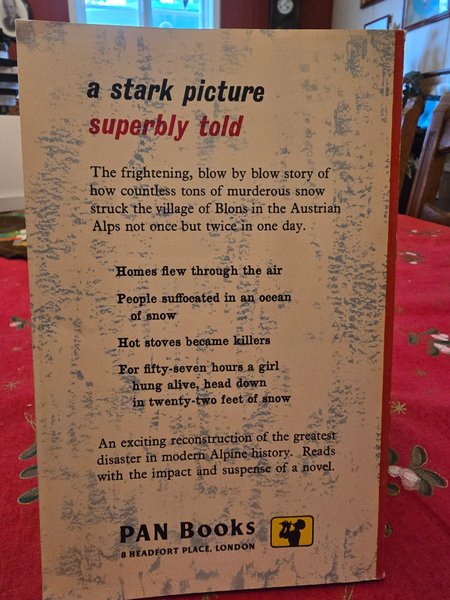 a stark picture
superbly told
The frightening, blow by blow story of
how countless tons of murderous snow
struck the village of Blons in the Austrian
Alps not once but twice in one day.
Homes flew through the air
People suffocated in an ocean
of snow
Hot stoves became killers
For fifty-seven hours a girl
hung alive, head down
in twenty-two feet of snow
An exciting reconstruction of the greatest
disaster in modern Alpine history. Reads
with the impact and suspense of a novel.
PAN Books
8 HEADFORT PLACE, LONDON